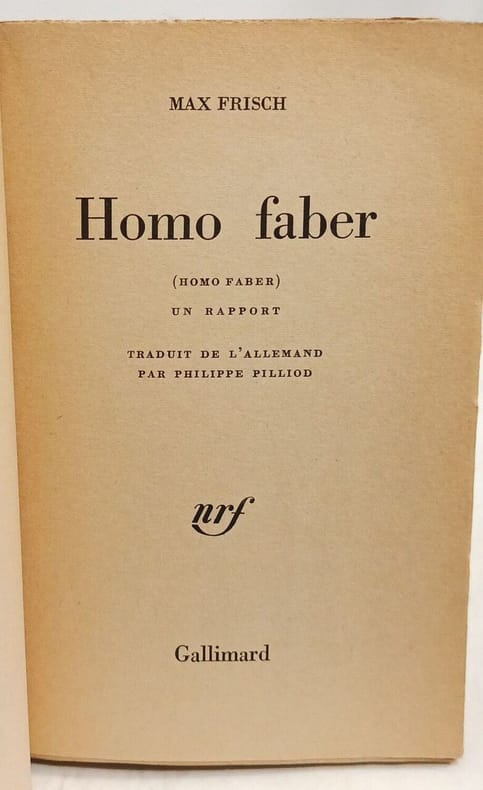 MAX FRISCH
Homo faber
(HOMO FABER)
UN RAPPORT
TRADUIT DE L'ALLEMAND
PAR PHILIPPE PILLIOD
nrf
Gallimard